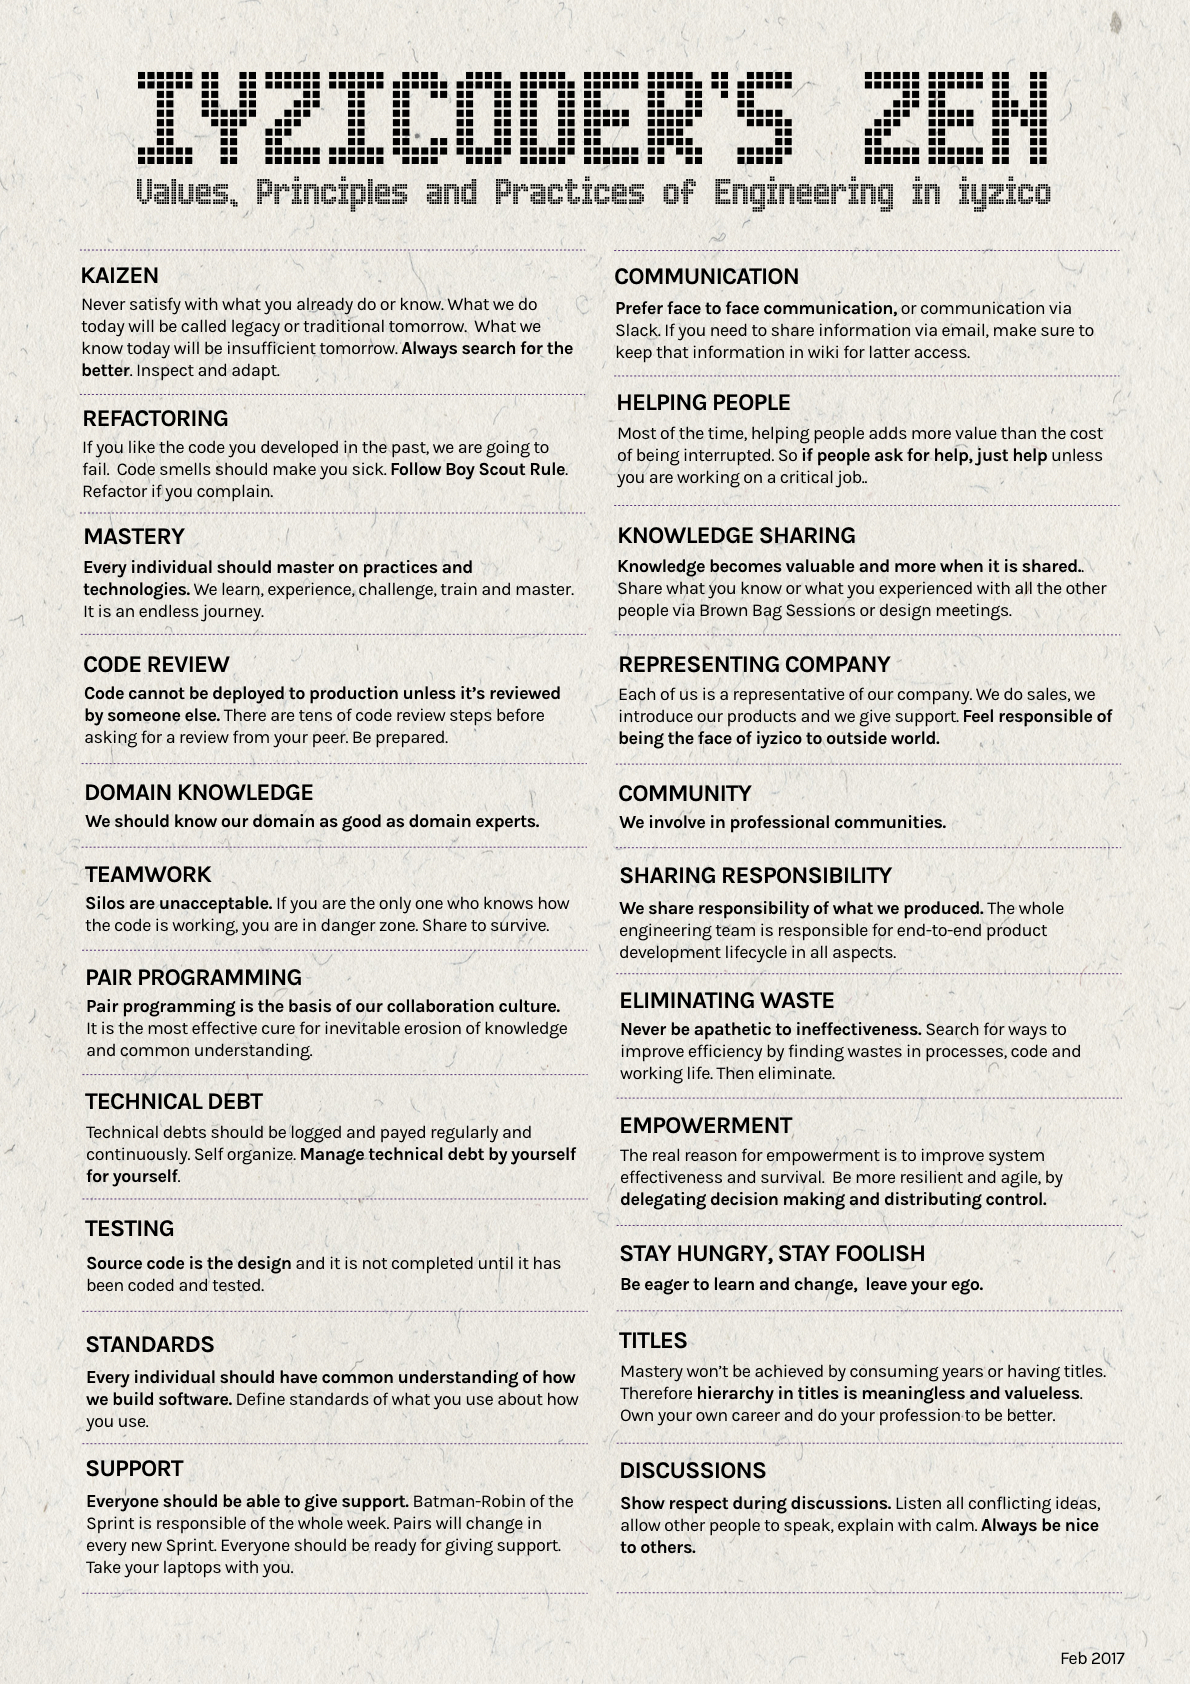 IYZICODER'S ZEN
Values, Principles and Practices of Engineering in iyzico
KAIZEN
Never satisfy with what you already do or know. What we do
today will be called legacy or traditional tomorrow.  What we
know today will be insufficient tomorrow. Always search for the
better. Inspect and adapt.
REFACTORING
If you like the code you developed in the past, we are going to
fail.  Code smells should make you sick. Follow Boy Scout Rule.
Refactor if you complain.
MASTERY
Every individual should master on practices and
technologies. We learn, experience, challenge, train and master.
It is an endless journey.
CODE REVIEW
Code cannot be deployed to production unless it's reviewed
by someone else. There are tens of code review steps before
asking for a review from your peer. Be prepared.
DOMAIN KNOWLEDGE
We should know our domain as good as domain experts.
TEAMWORK
Silos are unacceptable. If you are the only one who knows how
the code is working, you are in danger zone. Share to survive.
PAIR PROGRAMMING
Pair programming is the basis of our collaboration culture.
It is the most effective cure for inevitable erosion of knowledge
and common understanding.
TECHNICAL DEBT
Technical debts should be logged and payed regularly and
continuously. Self organize. Manage technical debt by yourself
for yourself.
TESTING
Source code is the design and it is not completed until it has
been coded and tested.
STANDARDS
Every individual should have common understanding of how
we build software. Define standards of what you use about how
you use.
SUPPORT
Everyone should be able to give support. Batman-Robin of the
Sprint is responsible of the whole week. Pairs will change in
every new Sprint. Everyone should be ready for giving support.
Take your laptops with you.
COMMUNICATION
Prefer face to face communication, or communication via
Slack. If you need to share information via email, make sure to
keep that information in wiki for latter access.
HELPING PEOPLE
Most of the time, helping people adds more value than the cost
of being interrupted. So if people ask for help, just help unless
you are working on a critical job..
KNOWLEDGE SHARING
Knowledge becomes valuable and more when it is shared..
Share what you know or what you experienced with all the other
people via Brown Bag Sessions or design meetings.
REPRESENTING COMPANY
Each of us is a representative of our company. We do sales, we
introduce our products and we give support. Feel responsible of
being the face of iyzico to outside world.
COMMUNITY
We involve in professional communities.
SHARING RESPONSIBILITY
We share responsibility of what we produced. The whole
engineering team is responsible for end-to-end product
development lifecycle in all aspects.
ELIMINATING WASTE
Never be apathetic to ineffectiveness. Search for ways to
improve efficiency by finding wastes in processes, code and
working life. Then eliminate.
EMPOWERMENT
The real reason for empowerment is to improve system
effectiveness and survival.  Be more resilient and agile, by
delegating decision making and distributing control.
STAY HUNGRY, STAY FOOLISH
Be eager to learn and change,  leave your ego.
TITLES
Mastery won't be achieved by consuming years or having titles.
Therefore hierarchy in titles is meaningless and valueless.
Own your own career and do your profession to be better.
DISCUSSIONS
Show respect during discussions. Listen all conflicting ideas,
allow other people to speak, explain with calm. Always be nice
to others.
Feb 2017